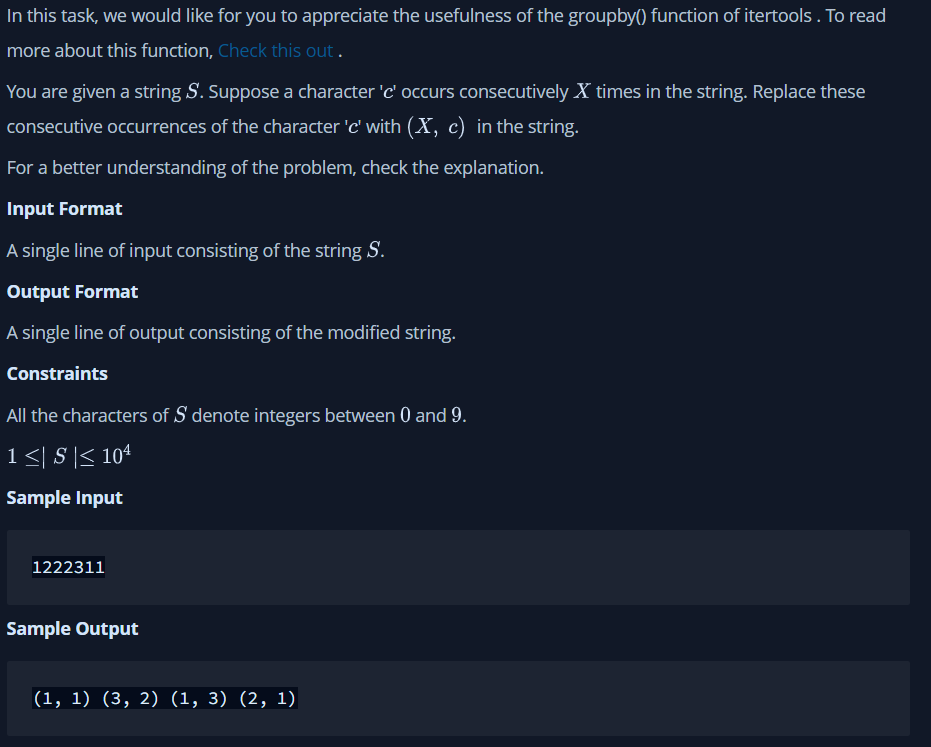 In this task, we would like for you to appreciate the usefulness of the groupby() function of itertools . To read
more about this function, Check this out .
You are given a string S. Suppose a character 'c' occurs consecutively X times in the string. Replace these
consecutive occurrences of the character 'c' with (X, c) in the string.
For a better understanding of the problem, check the explanation.
Input Format
A single line of input consisting of the string S.
Output Format
A single line of output consisting of the modified string.
Constraints
All the characters of S denote integers between 0 and 9.
1 ≤| S |≤ 10⁴
Sample Input
1222311
Sample Output
(1, 1) (3, 2) (1, 3) (2, 1)